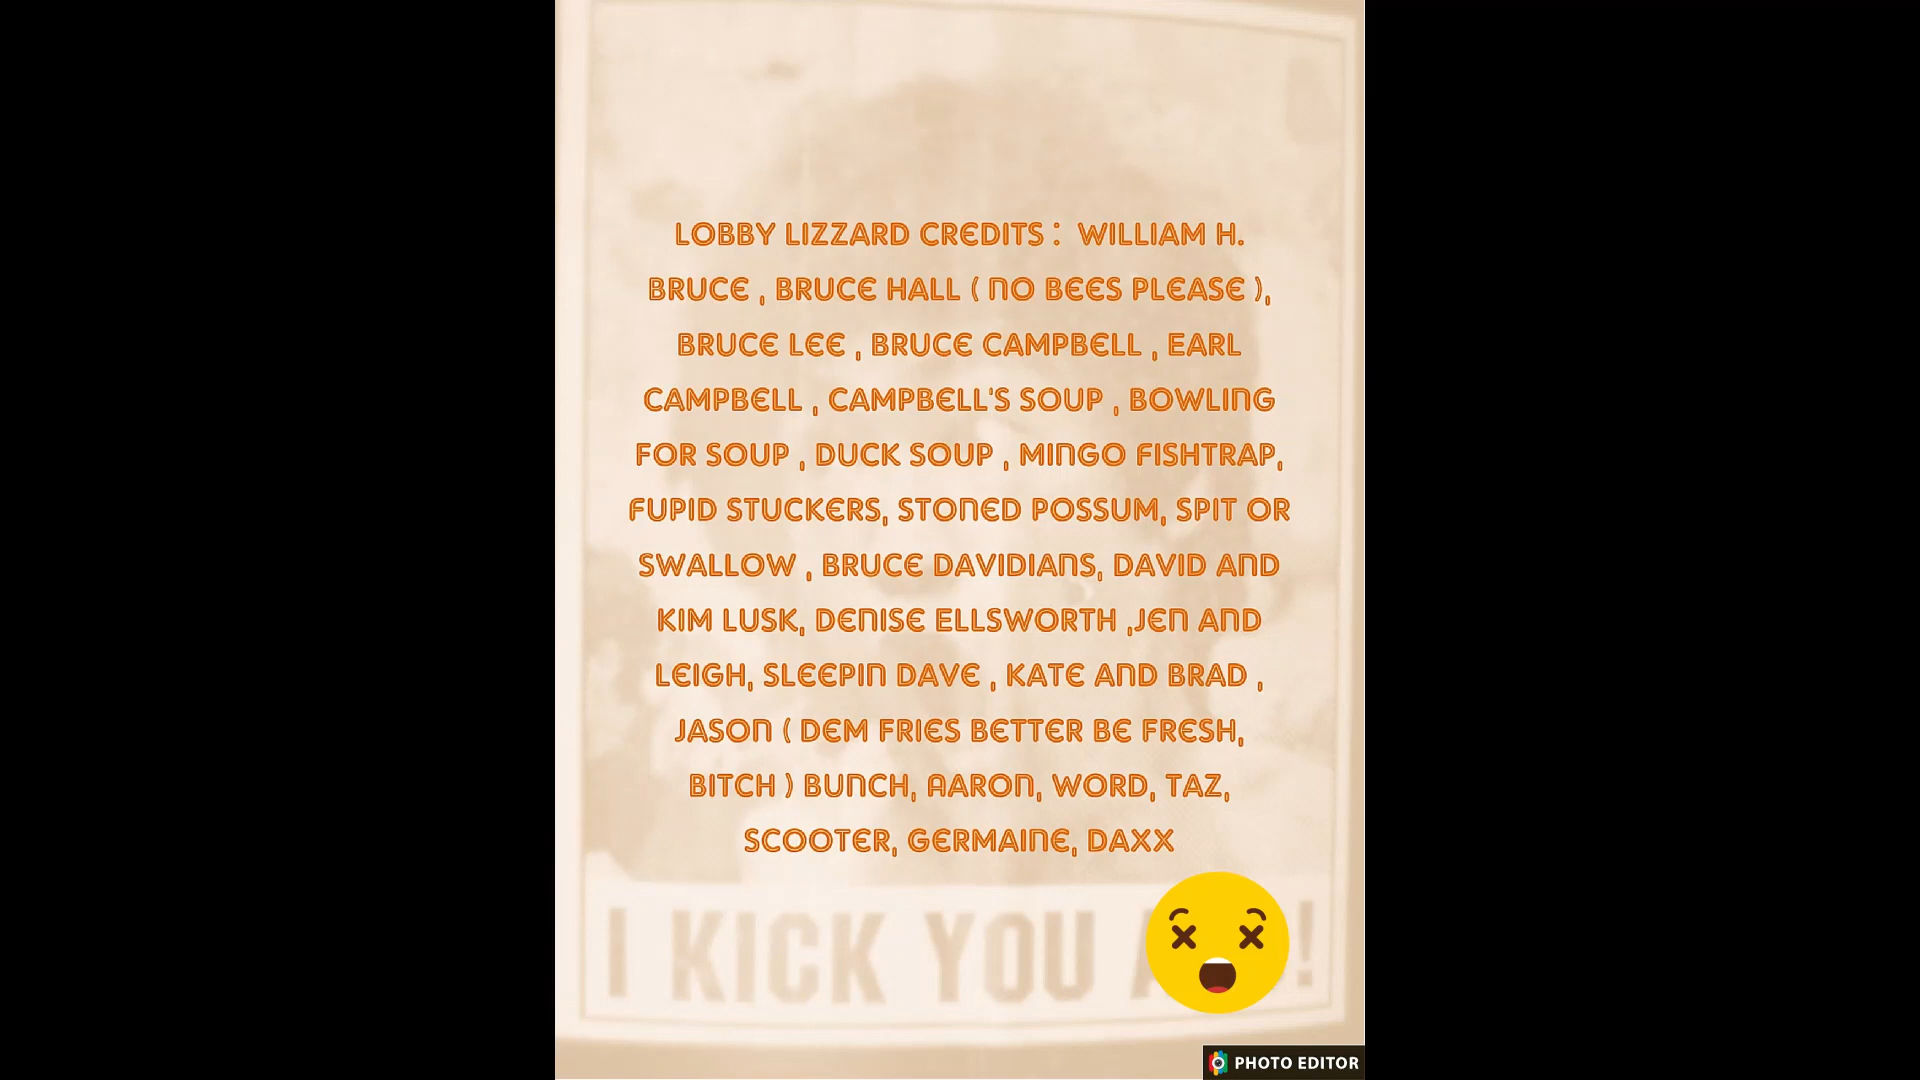 LOBBY LIZZARD CREDITS : WILLIAM H.
BRUCE , BRUCE HALL ( NO BEES PLEASE ),
BRUCE LEE , BRUCE CAMPBELL , EARL
CAMPBELL , CAMPBELL'S SOUP , BOWLING
FOR SOUP , DUCK SOUP , MINGO FISHTRAP,
FUPID STUCKERS, STONED POSSUM, SPIT OR
SWALLOW , BRUCE DAVIDIANS, DAVID AND
KIM LUSK, DENISE ELLSWORTH ,JEN AND
LEIGH, SLEEPIN DAVE , KATE AND BRAD ,
JASON ( DEM FRIES BETTER BE FRESH,
BITCH ) BUNCH, AARON, WORD, TAZ,
SCOOTER, GERMAINE, DAXX
I KICK YOU !
PHOTO EDITOR